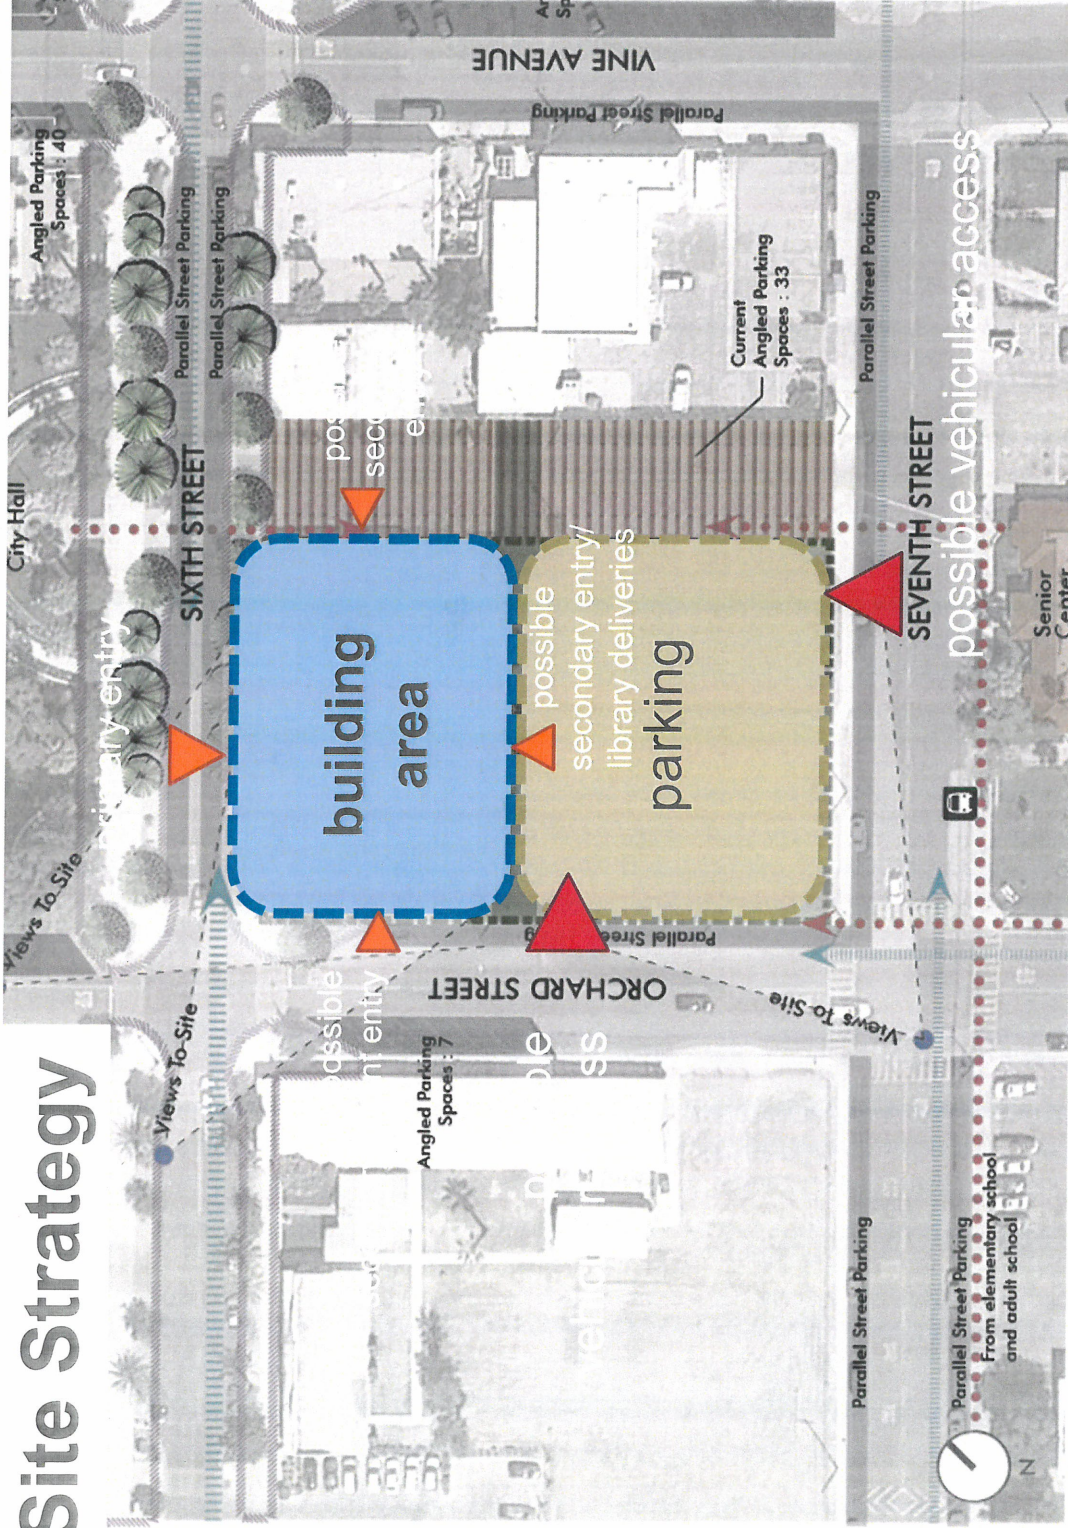 Site Strategy
City Hall
Angled Parking
Spaces : 40
Views To Site
primary entry
Views To Site
Parallel Street Parking
SIXTH STREET
Parallel Street Parking
VINE AVENUE
Parallel Street Parking
building
area
Angled Parking
Spaces : 7
ORCHARD STREET
possible
secondary entry/
library deliveries
parking
Current
Angled Parking
Spaces : 33
Views To Site
Parallel Street Parking
Parallel Street Parking
SEVENTH STREET
possible vehicular access
Parallel Street Parking
From elementary school
and adult school
Senior
Center
N